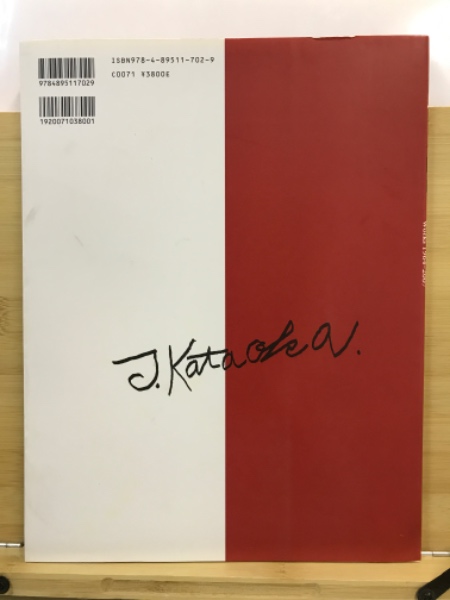 ISBN978-4-89511-702-9
C0071 ¥3800E
9784895117029
1920071038001
J. Kataoka.